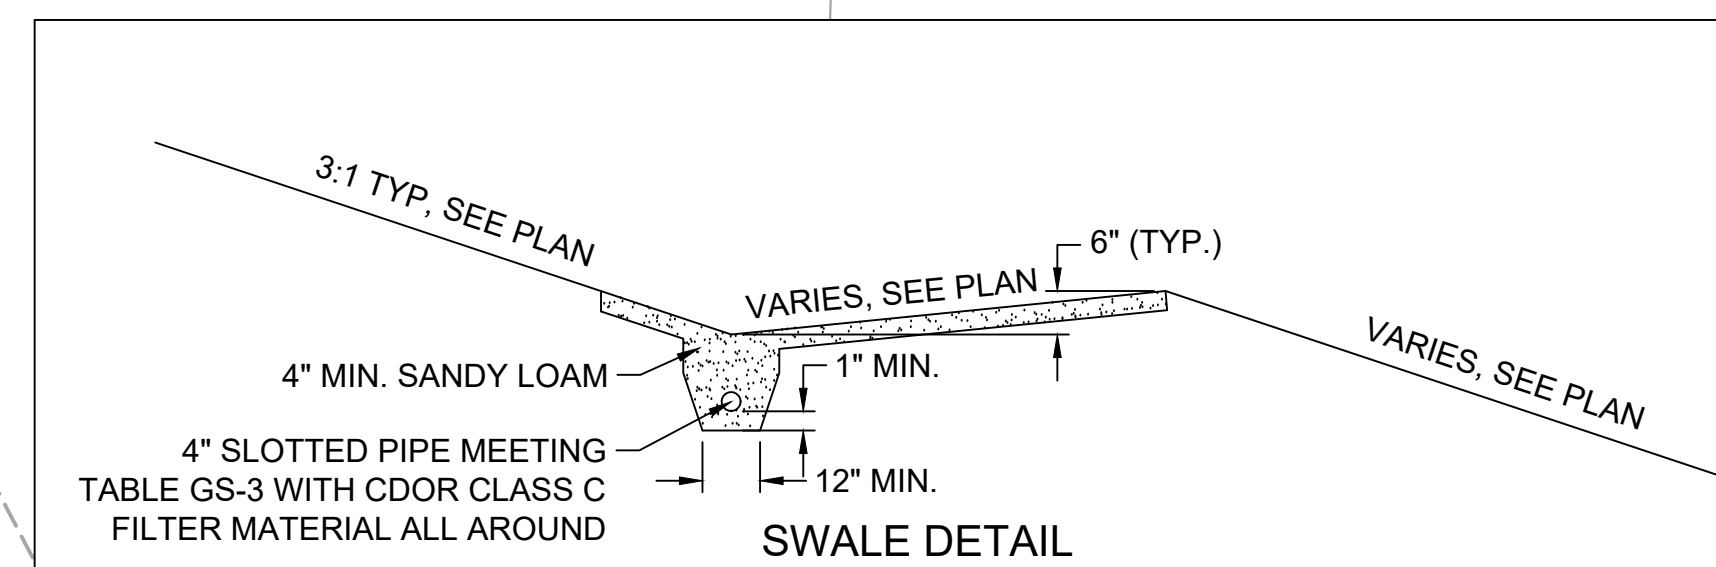 3:1 TYP, SEE PLAN
6" (TYP.)
VARIES, SEE PLAN
VARIES, SEE PLAN
4" MIN. SANDY LOAM
1" MIN.
4" SLOTTED PIPE MEETING
TABLE GS-3 WITH CDOR CLASS C
FILTER MATERIAL ALL AROUND
12" MIN.
SWALE DETAIL